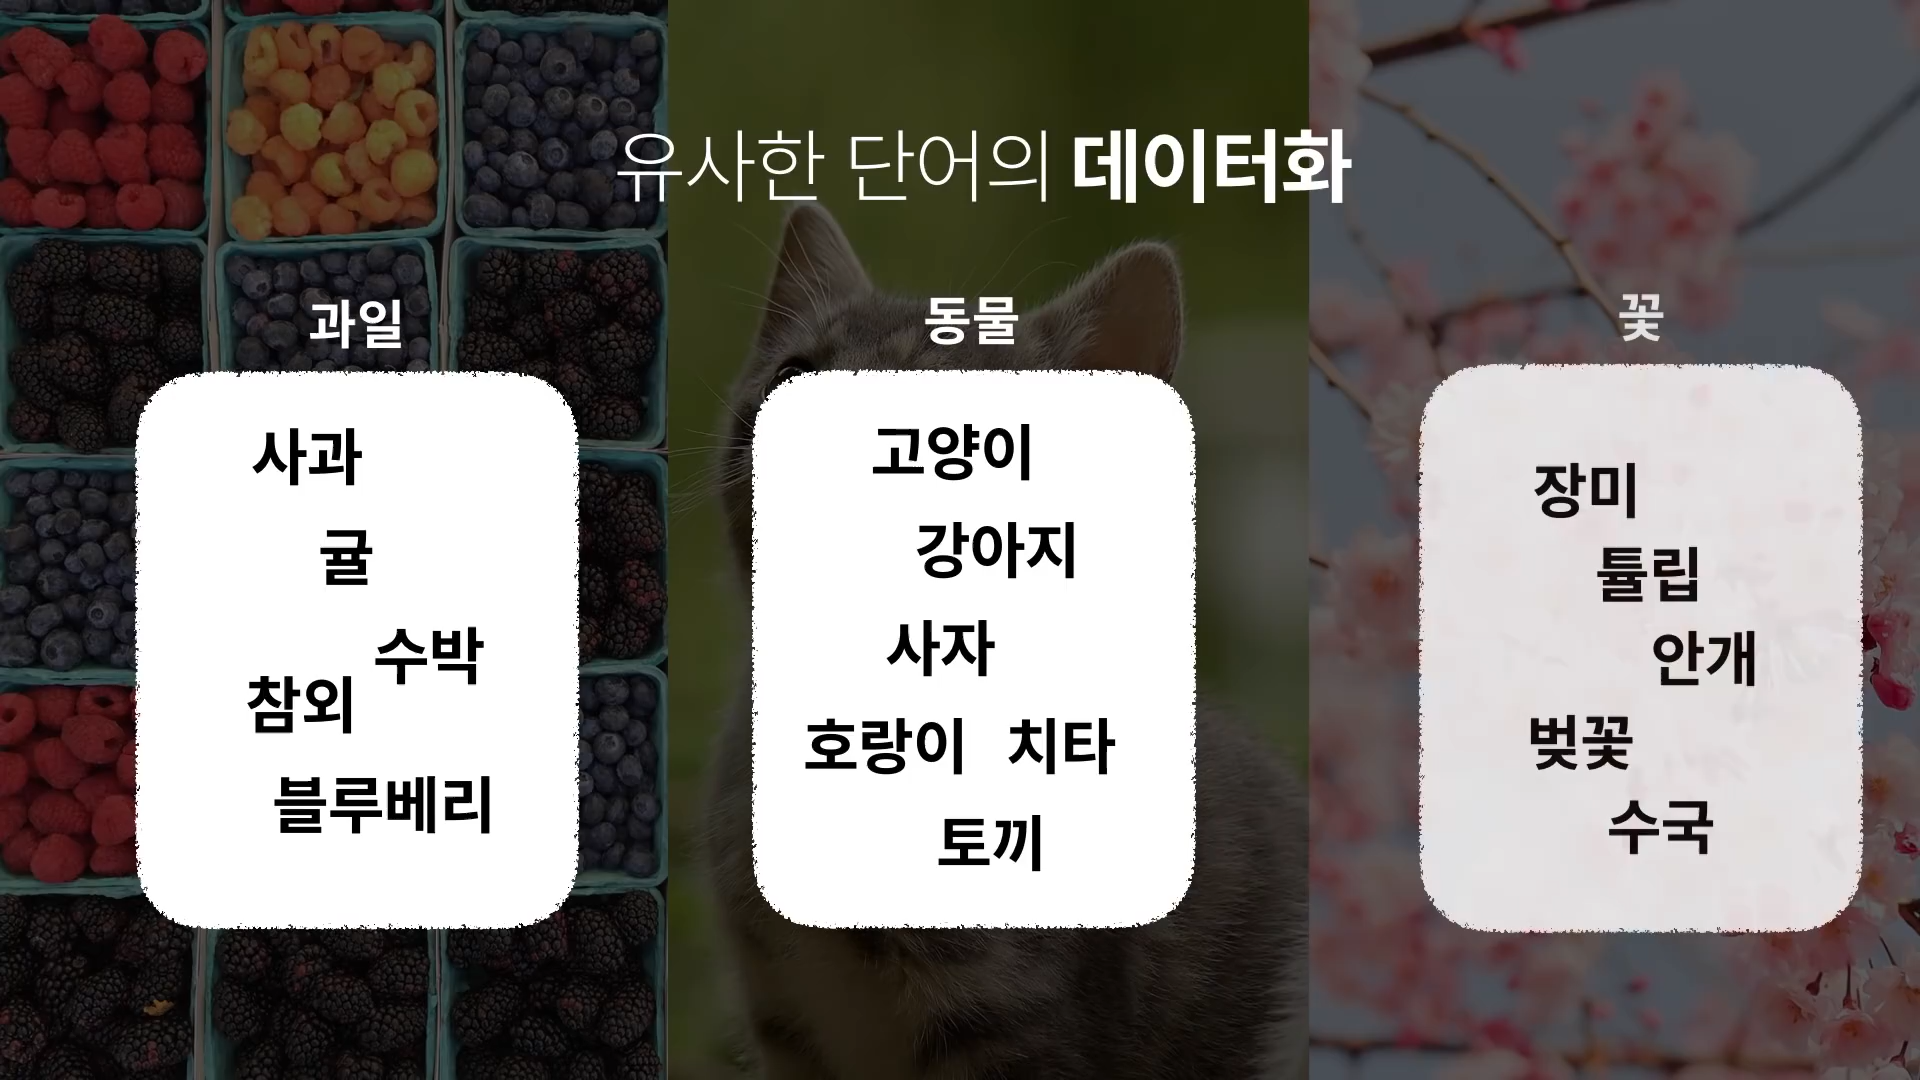 유사한 단어의 데이터화
과일
사과
귤
수박
참외
블루베리
동물
고양이
강아지
사자
호랑이 치타
토끼
꽃
장미
튤립
안개
벚꽃
수국